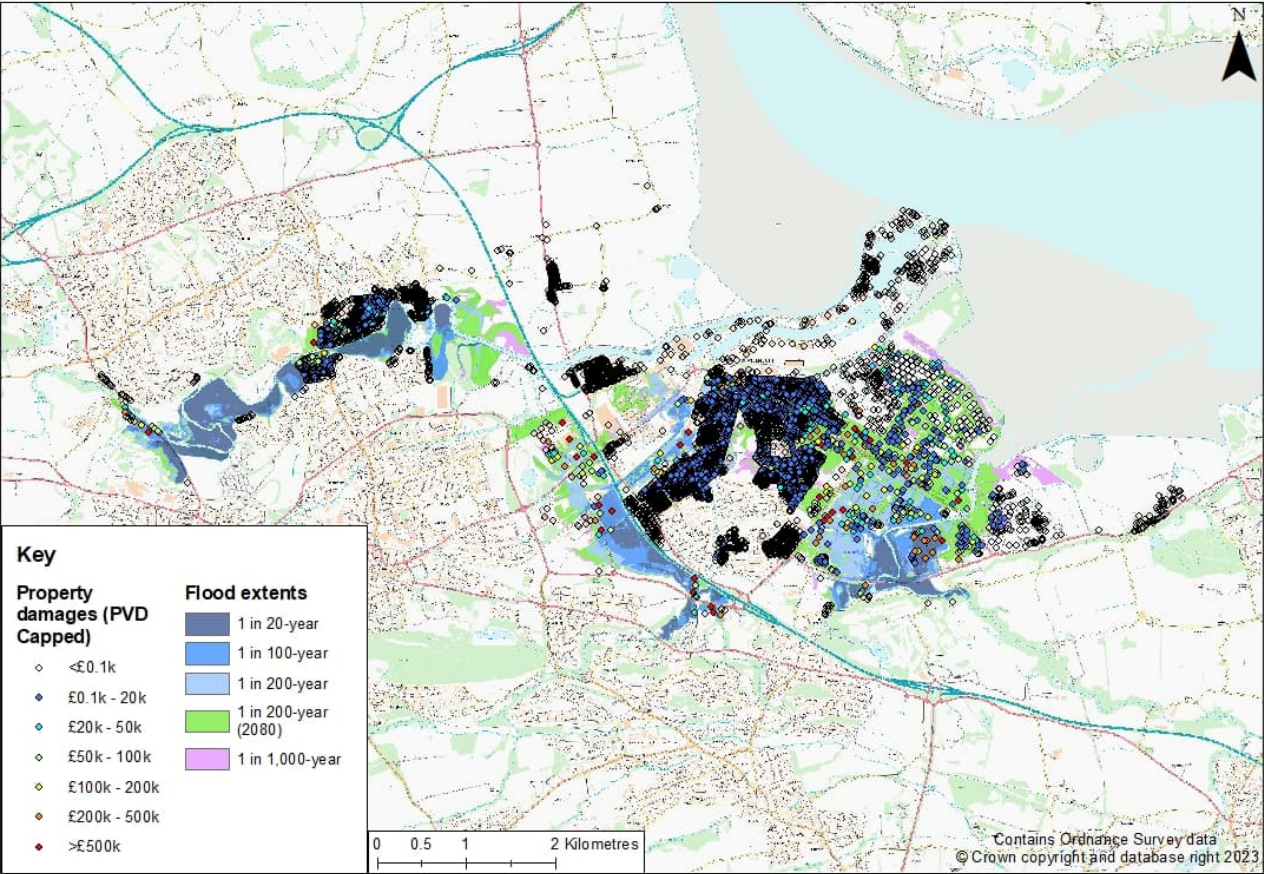 N
Key
Property
damages (PVD
Capped)
<£0.1k
£0.1k - 20k
£20k - 50k
£50k - 100k
£100k - 200k
£200k - 500k
>£500k
Flood extents
1 in 20-year
1 in 100-year
1 in 200-year
1 in 200-year
(2080)
1 in 1,000-year
0 0.5 1 2 Kilometres
Contains Ordnance Survey data
© Crown copyright and database right 2023